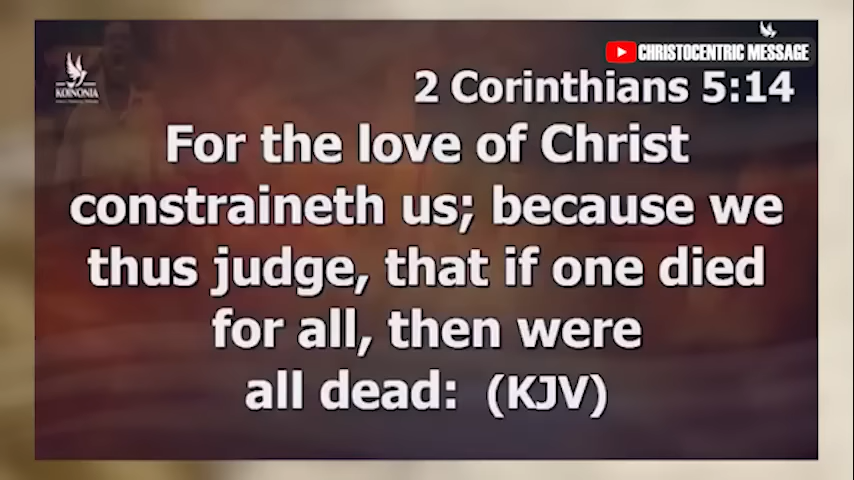 CHRISTOCENTRIC MESSAGE
KOINONIA
2 Corinthians 5:14
For the love of Christ
constraineth us; because we
thus judge, that if one died
for all, then were
all dead: (KJV)